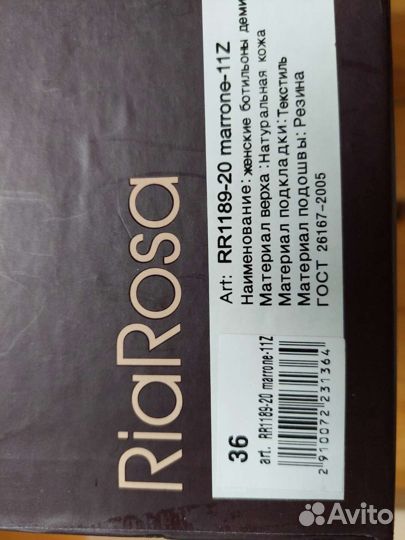 RiaRosa
Art: RR1189-20 marrone-11Z
Наименование: женские ботильоны деми
Материал верха: Натуральная кожа
Материал подкладки: Текстиль
Материал подошвы: Резина
ГОСТ 26167-2005
36
art. RR1189-20 marrone-11Z
2910072231364
Avito